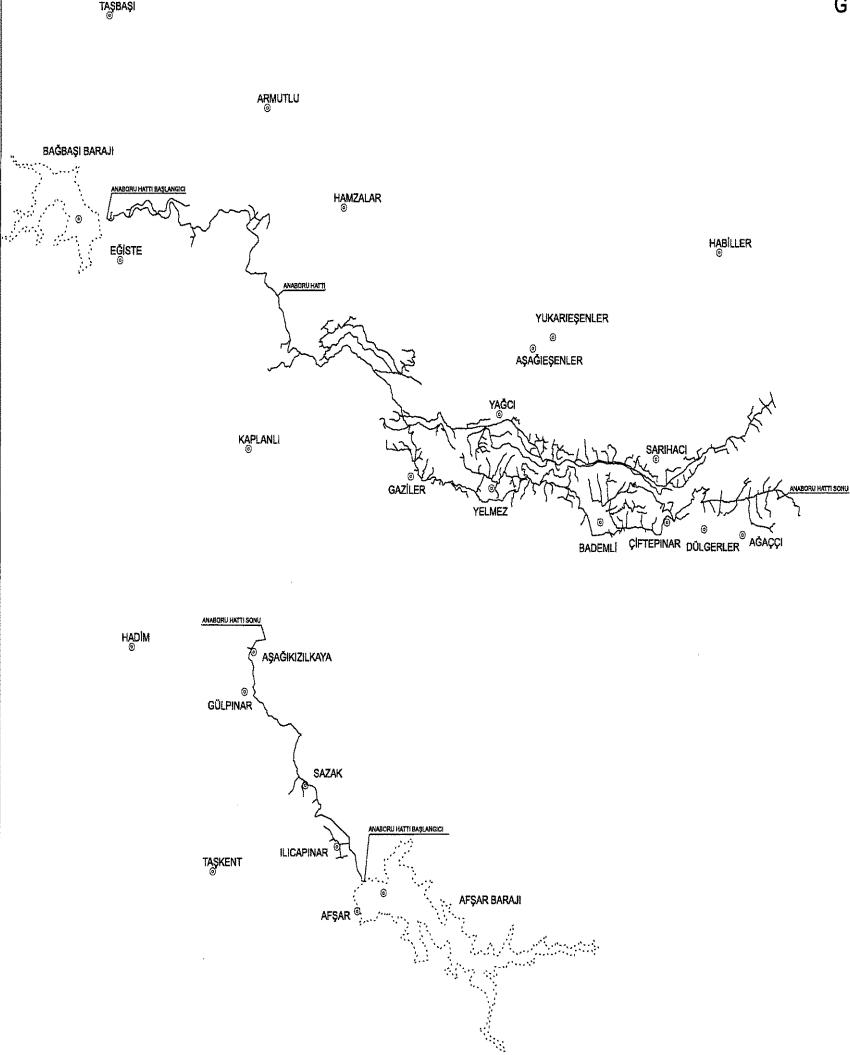 G
TAŞBAŞI
ARMUTLU
BAĞBAŞI BARAJI
ANABORU HATTI BAŞLANGICI
HAMZALAR
EĞİSTE
HABİLLER
ANABORU HATTI
YUKARIEŞENLER
AŞAĞIEŞENLER
YAĞCI
KAPLANLI
SARIHACI
GAZİLER
ANABORU HATTI SONU
YELMEZ
BADEMLİ
ÇİFTEPINAR
DÜLGERLER
AĞAÇÇI
ANABORU HATTI SONU
HADİM
AŞAĞIKIZILKAYA
GÜLPINAR
SAZAK
ANABORU HATTI BAŞLANGICI
ILICAPINAR
TAŞKENT
AFŞAR BARAJI
AFŞAR